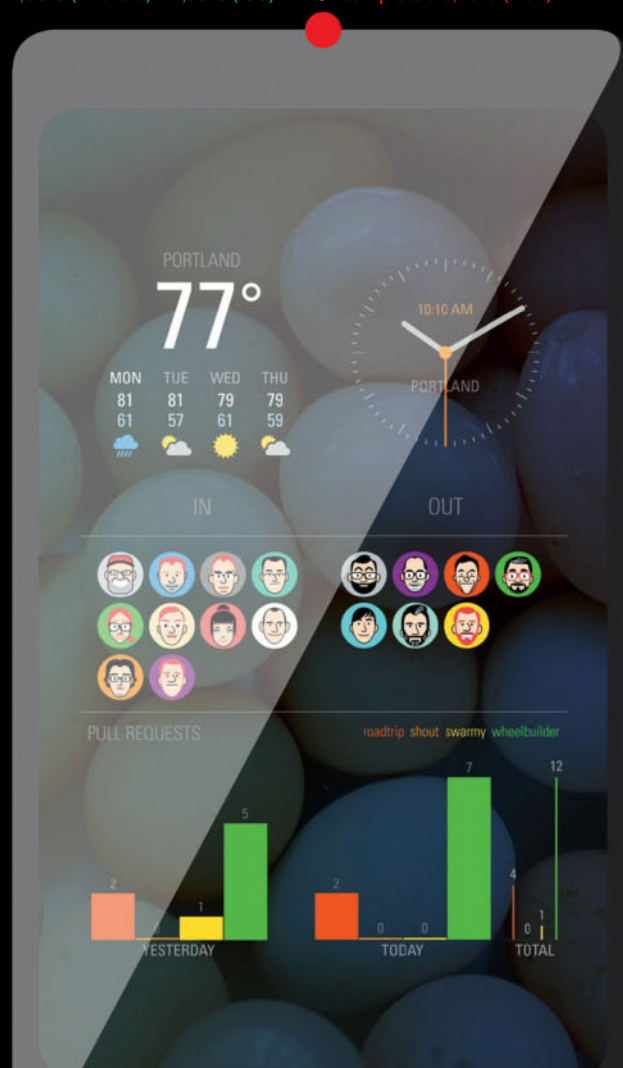 PORTLAND
77°
MON TUE WED THU
81 81 79 79
61 57 61 59
10:10 AM
PORTLAND
IN OUT
PULL REQUESTS
roadtrip shout swarmy wheelbuilder
2 1 5
YESTERDAY
2 0 0 7
TODAY
4 0 1 12
TOTAL